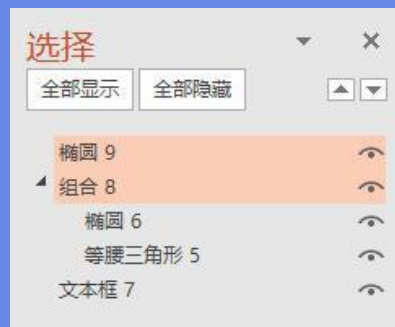 选择
全部显示 全部隐藏
椭圆 9
组合 8
椭圆 6
等腰三角形 5
文本框 7